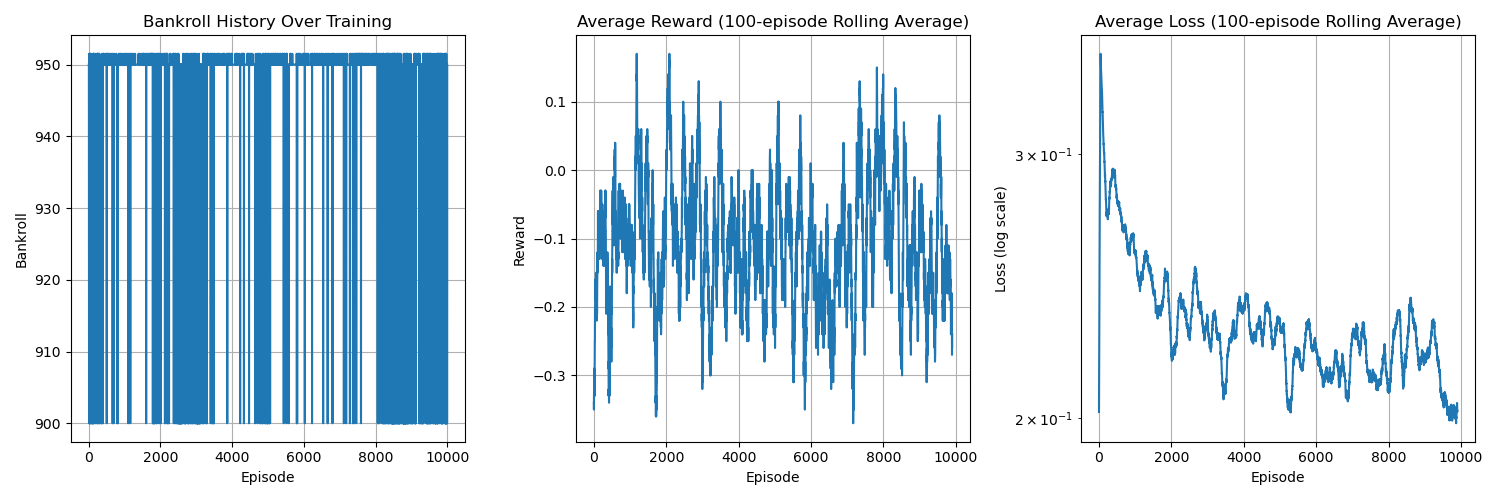 Bankroll History Over Training
950
940
930
920
910
900
Bankroll
0 2000 4000 6000 8000 10000
Episode
Average Reward (100-episode Rolling Average)
0.1
0.0
−0.1
−0.2
−0.3
Reward
0 2000 4000 6000 8000 10000
Episode
Average Loss (100-episode Rolling Average)
3 × 10⁻¹
2 × 10⁻¹
Loss (log scale)
0 2000 4000 6000 8000 10000
Episode